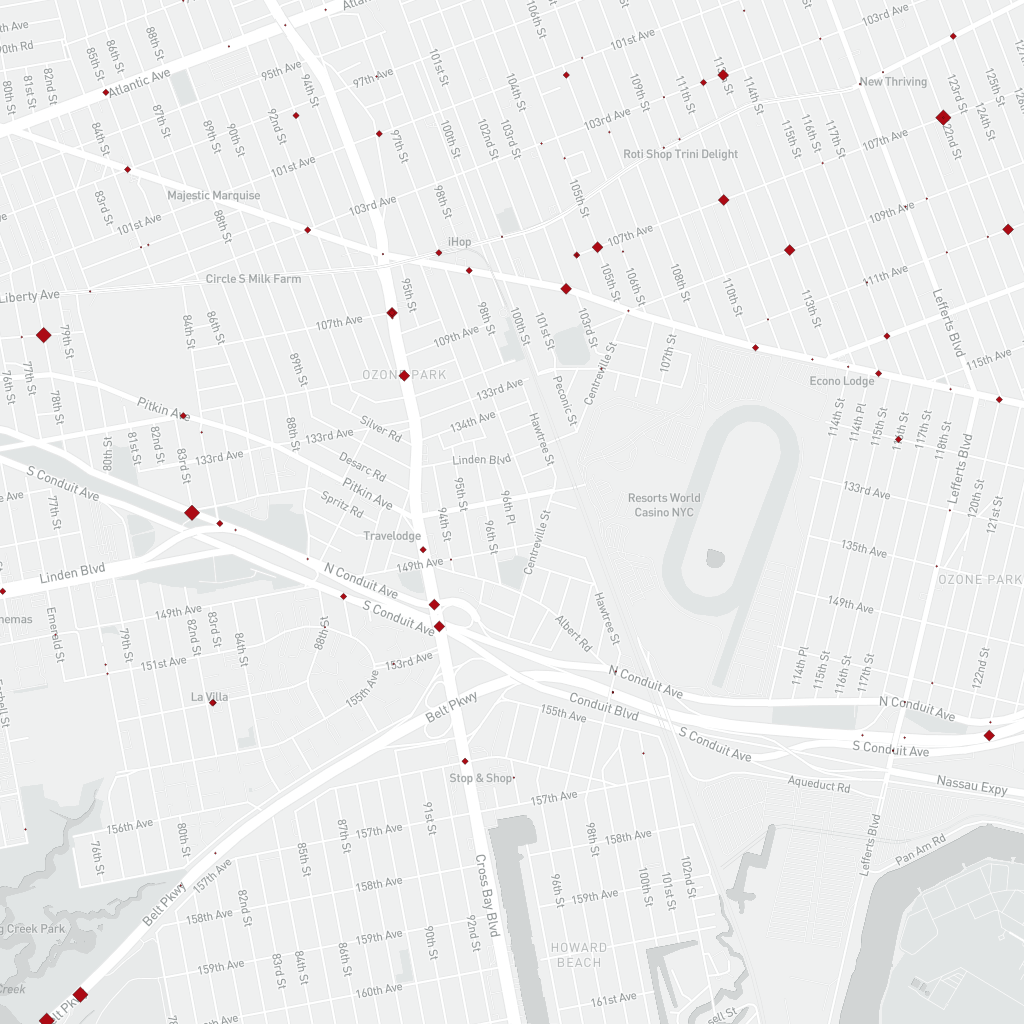 103rd Ave
106th St
101st Ave
90th Rd
88th St
86th St
85th St
82nd St
81st St
80th St
95th Ave
97th Ave
94th St
101st St
104th St
109th St
111th St
114th St
New Thriving
123rd St
125th St
124th St
Atlantic Ave
87th St
92nd St
97th St
100th St
102nd St
103rd St
103rd Ave
115th St
116th St
117th St
107th Ave
84th St
89th St
90th St
101st Ave
Roti Shop Trini Delight
Majestic Marquise
98th St
105th St
103rd Ave
83rd St
101st Ave
88th St
109th Ave
iHop
107th Ave
Circle S Milk Farm
Liberty Ave
95th St
105th St
106th St
108th St
110th St
111th Ave
113th St
Lefferts Blvd
107th Ave
98th St
100th St
101st St
103rd St
109th Ave
79th St
84th St
86th St
107th St
Centreville St
115th Ave
OZONE PARK
89th St
133rd Ave
Econo Lodge
76th St
77th St
78th St
Peconic St
Pitkin Ave
Silver Rd
134th Ave
Hawtree St
114th St
114th Pl
115th St
117th St
118th St
88th St
133rd Ave
80th St
81st St
82nd St
83rd St
133rd Ave
Desarc Rd
Linden Blvd
Lefferts Blvd
S Conduit Ave
Pitkin Ave
Spritz Rd
95th St
96th Pl
133rd Ave
Resorts World
Casino NYC
77th St
120th St
121st St
94th St
96th St
Centreville St
Travelodge
135th Ave
149th Ave
Linden Blvd
N Conduit Ave
OZONE PARK
149th Ave
S Conduit Ave
Hawtree St
149th Ave
Emerald St
79th St
82nd St
83rd St
84th St
88th St
Albert Rd
151st Ave
153rd Ave
114th Pl
115th St
116th St
117th St
122nd St
155th Ave
N Conduit Ave
La Villa
Belt Pkwy
Conduit Blvd
155th Ave
N Conduit Ave
S Conduit Ave
S Conduit Ave
Stop & Shop
Aqueduct Rd
Nassau Expy
157th Ave
91st St
156th Ave
80th St
87th St
157th Ave
98th St
158th Ave
Lefferts Blvd
Pan Am Rd
76th St
85th St
157th Ave
158th Ave
Cross Bay Blvd
96th St
159th Ave
100th St
101st St
102nd St
Belt Pkwy
82nd St
158th Ave
92nd St
90th St
159th Ave
HOWARD
BEACH
86th St
84th St
83rd St
159th Ave
160th Ave
161st Ave